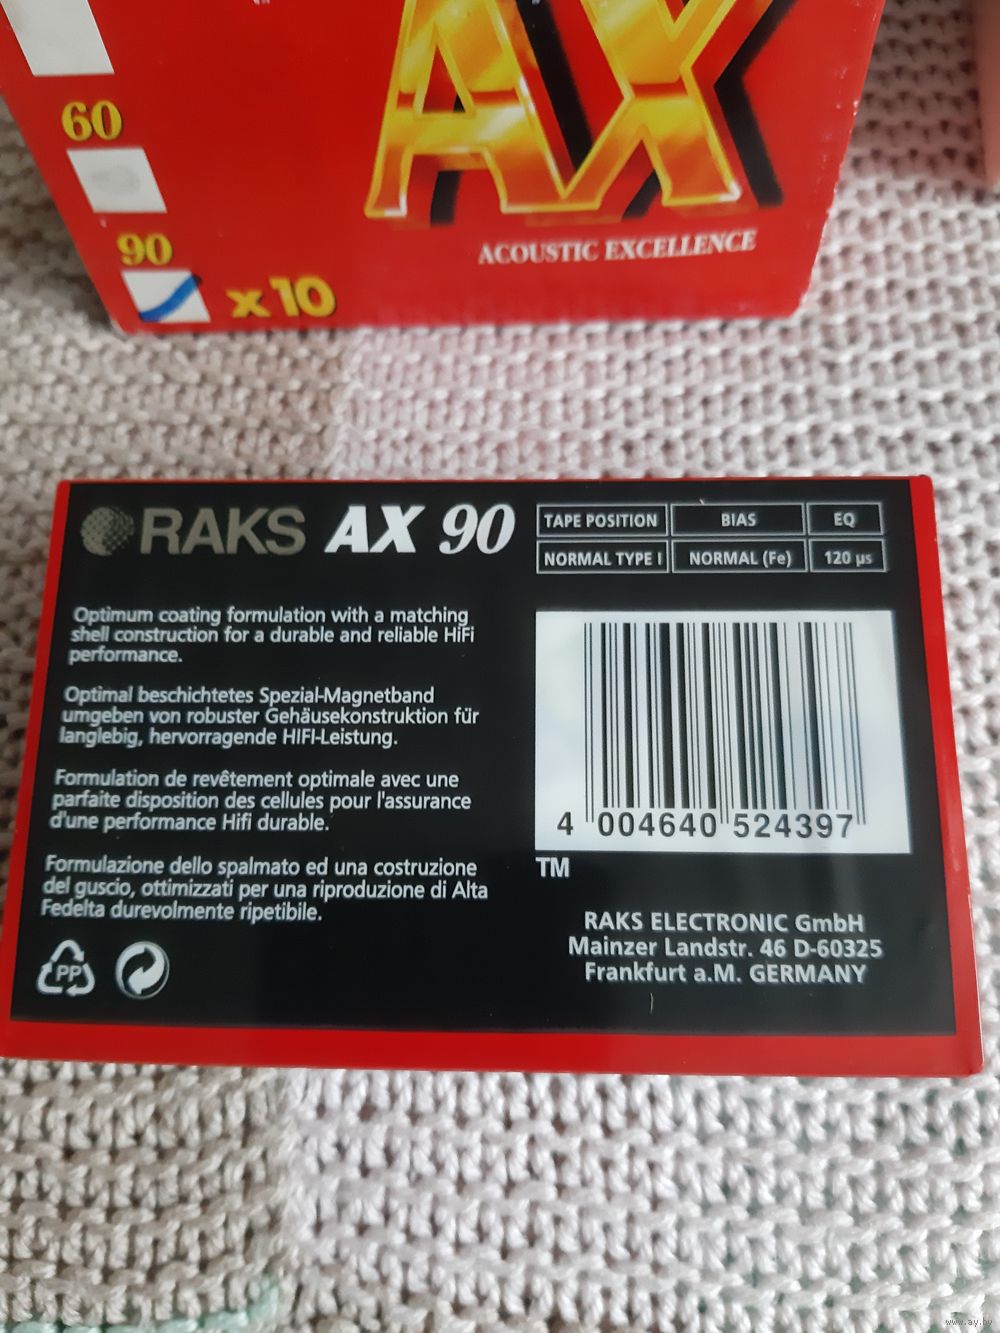 AX
60
ACOUSTIC EXCELLENCE
90
x10
RAKS AX 90
TAPE POSITION BIAS EQ
NORMAL TYPE I NORMAL (Fe) 120 µs
Optimum coating formulation with a matching
shell construction for a durable and reliable HiFi
performance.
Optimal beschichtetes Spezial-Magnetband
umgeben von robuster Gehäusekonstruktion für
langlebig, hervorragende HIFI-Leistung.
Formulation de revêtement optimale avec une
parfaite disposition des cellules pour l'assurance
d'une performance Hifi durable.
Formulazione dello spalmato ed una costruzione
del guscio, ottimizzati per una riproduzione di Alta
Fedelta durevolmente ripetibile.
PP
4 004640 524397
TM
RAKS ELECTRONIC GmbH
Mainzer Landstr. 46 D-60325
Frankfurt a.M. GERMANY
www.ay.by